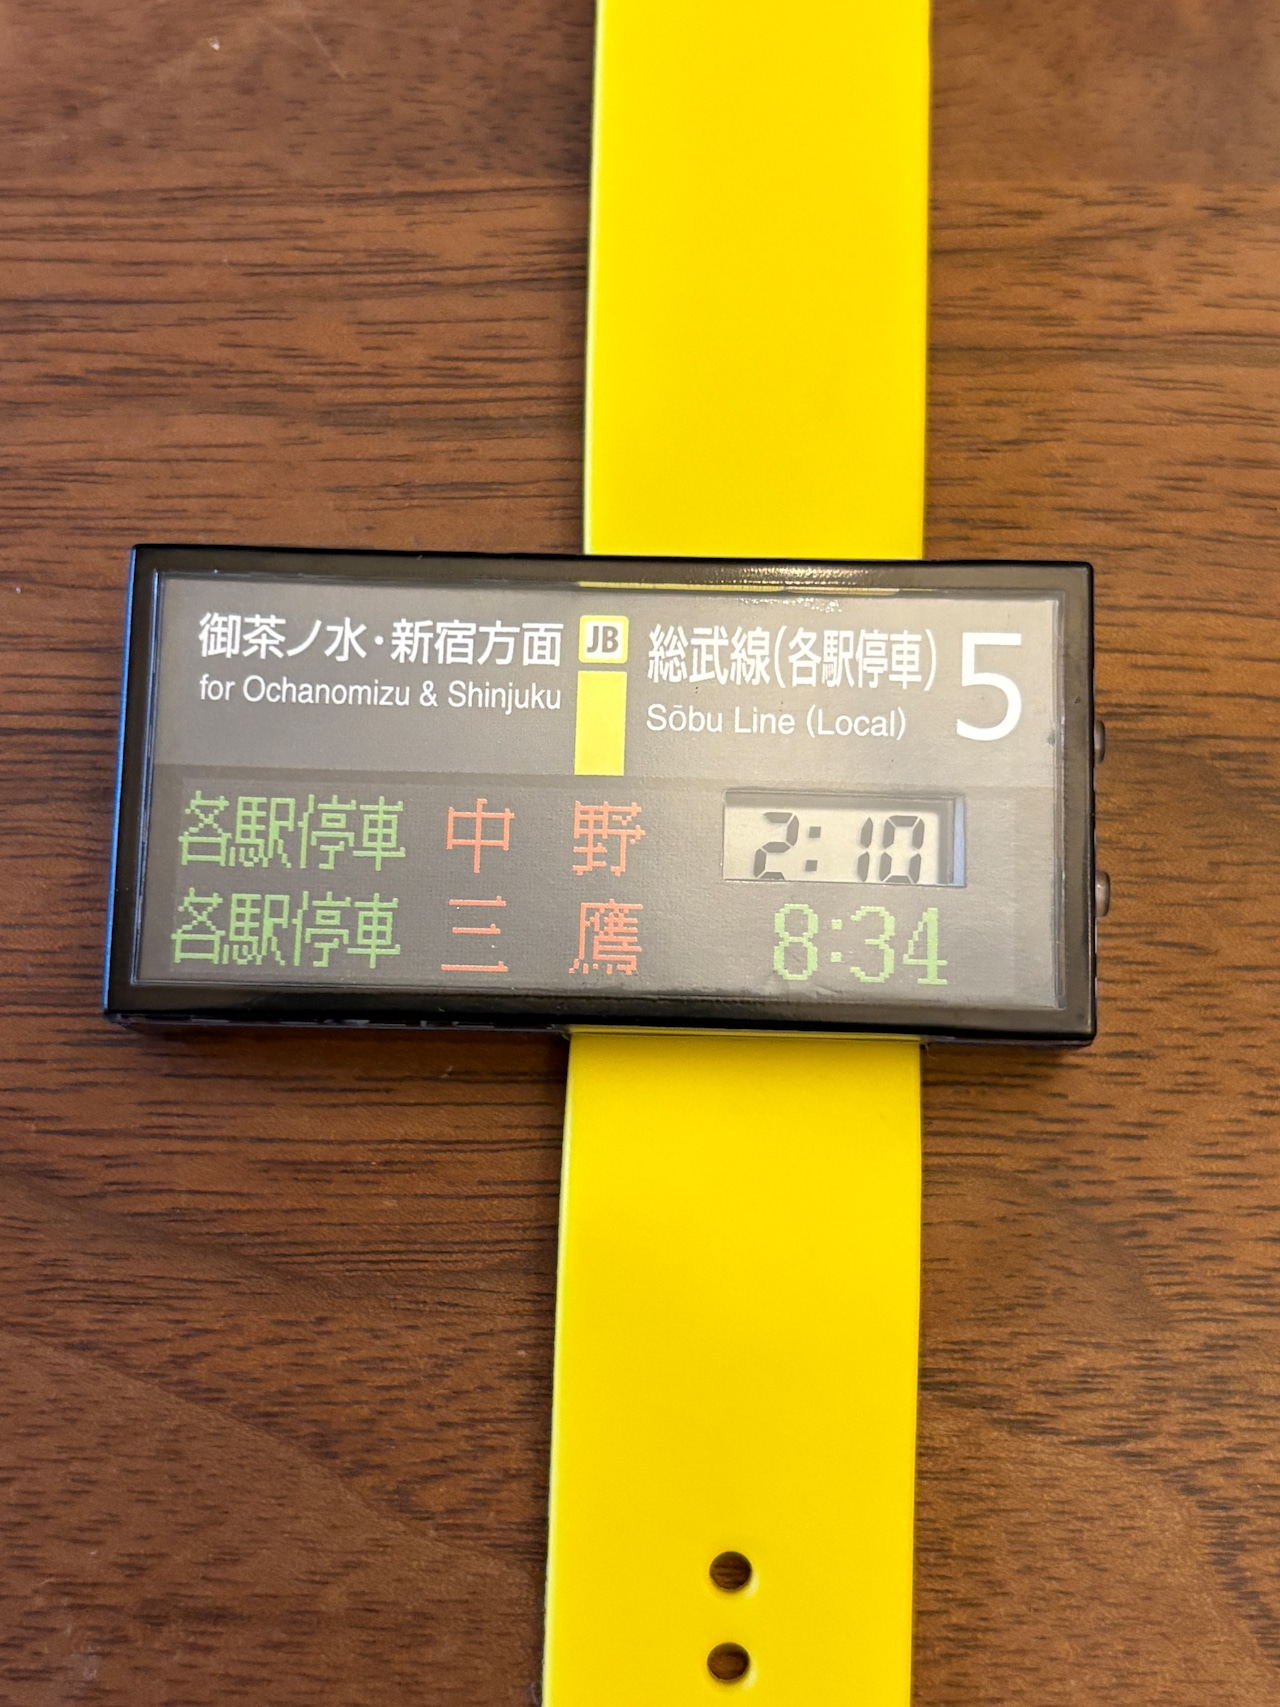 御茶ノ水・新宿方面 JB 総武線(各駅停車) 5
for Ochanomizu & Shinjuku Sōbu Line (Local)
各駅停車 中野 2:10
各駅停車 三鷹 8:34